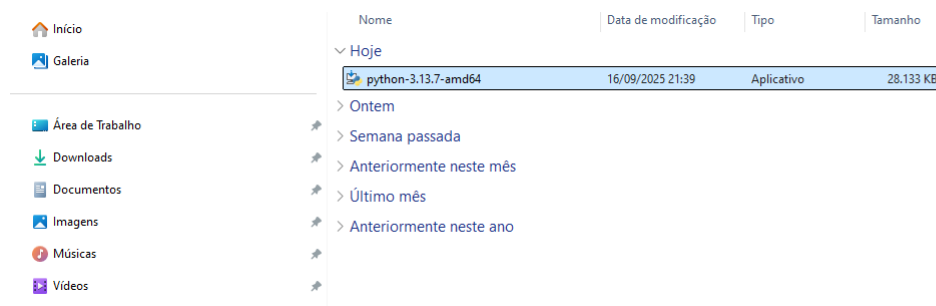 Início
Galeria
Área de Trabalho
Downloads
Documentos
Imagens
Músicas
Vídeos
Nome Data de modificação Tipo Tamanho
Hoje
python-3.13.7-amd64 16/09/2025 21:39 Aplicativo 28.133 KB
Ontem
Semana passada
Anteriormente neste mês
Último mês
Anteriormente neste ano